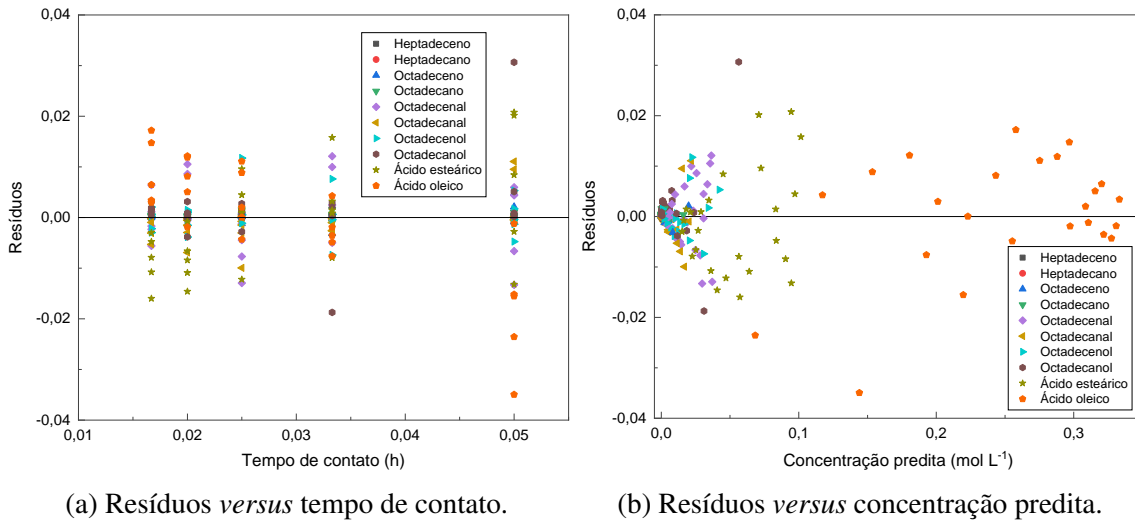 0,04
0,02
0,00
-0,02
-0,04
Resíduos
0,01
0,02
0,03
0,04
0,05
Tempo de contato (h)
Heptadeceno
Heptadecano
Octadeceno
Octadecano
Octadecenal
Octadecanal
Octadecenol
Octadecanol
Ácido esteárico
Ácido oleico
(a) Resíduos versus tempo de contato.
0,04
0,02
0,00
-0,02
-0,04
Resíduos
0,0
0,1
0,2
0,3
Concentração predita (mol L⁻¹)
Heptadeceno
Heptadecano
Octadeceno
Octadecano
Octadecenal
Octadecanal
Octadecenol
Octadecanol
Ácido esteárico
Ácido oleico
(b) Resíduos versus concentração predita.